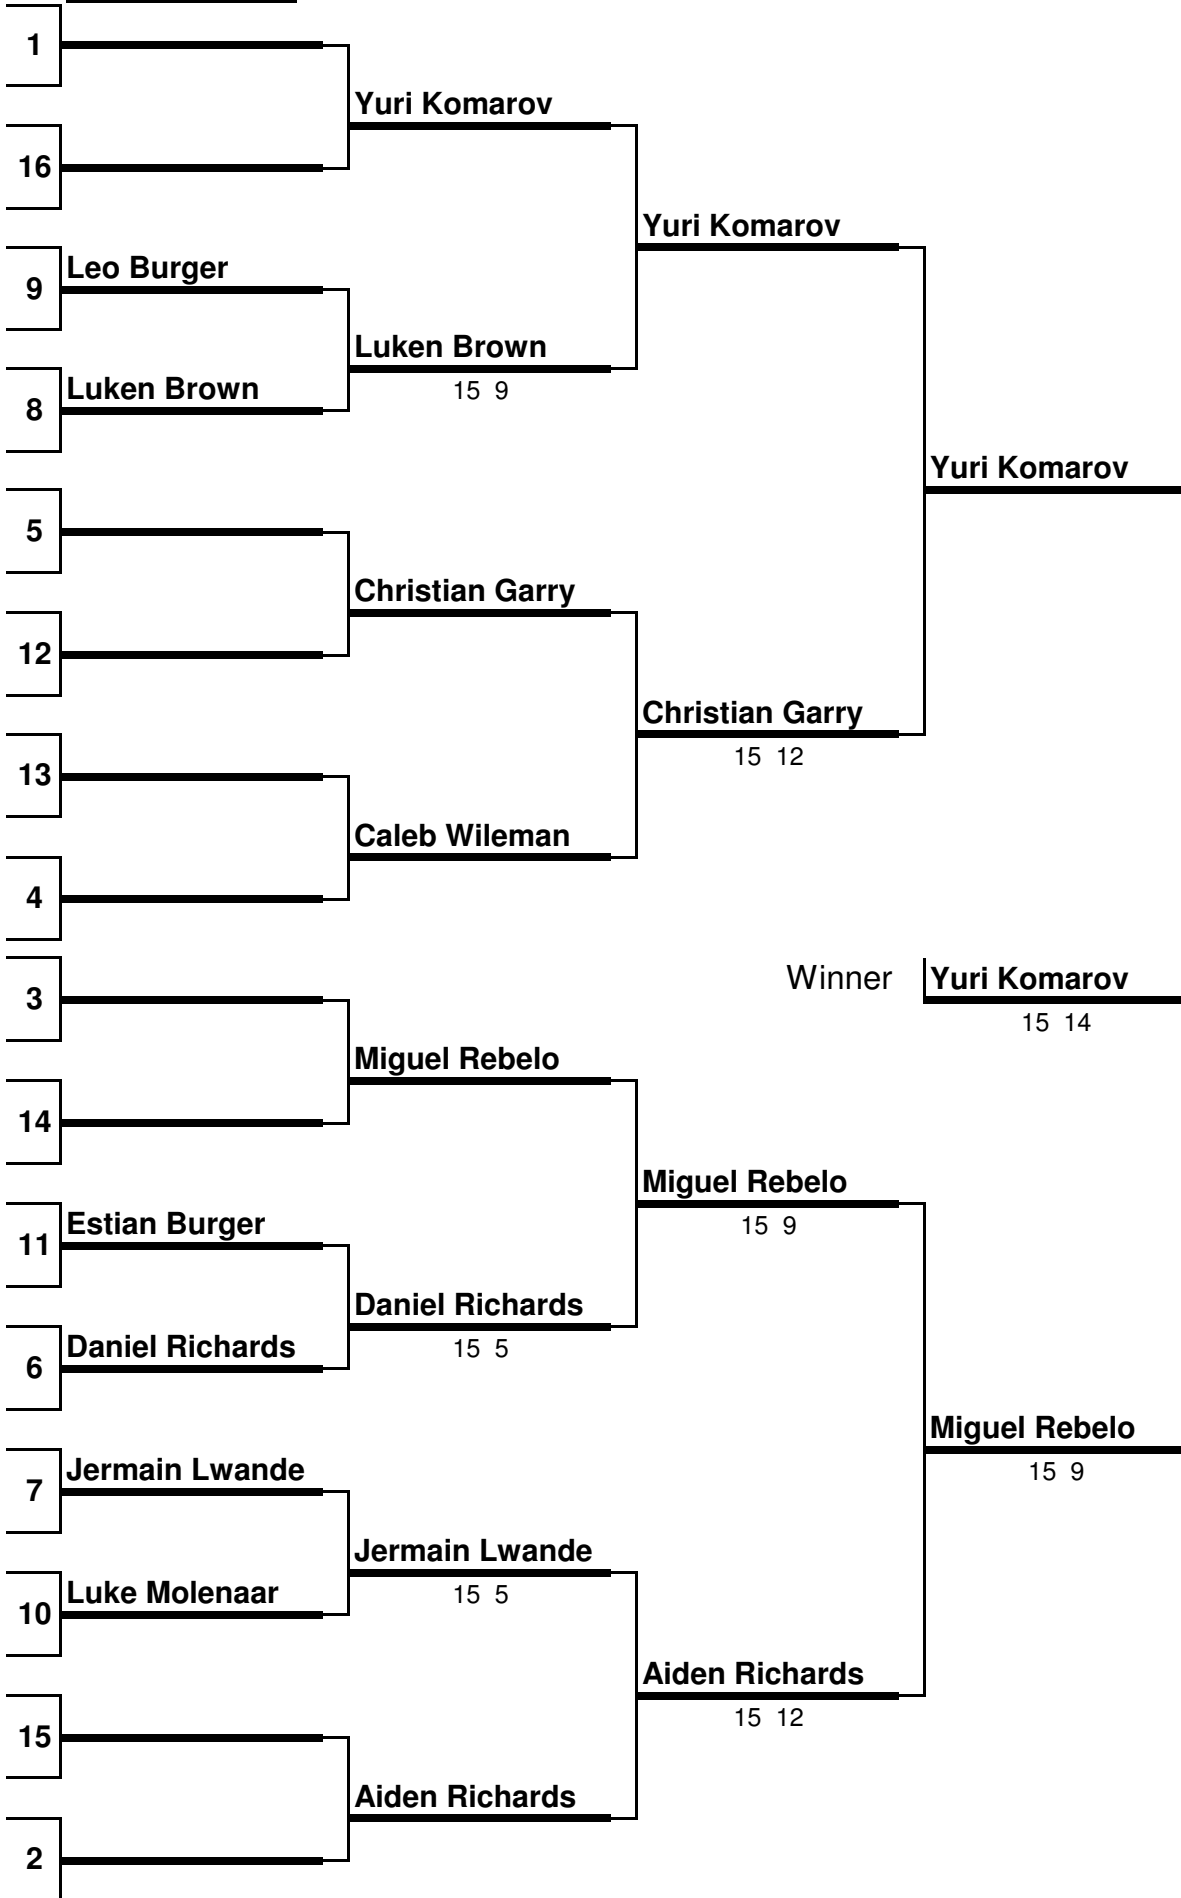 1
Yuri Komarov
16
Yuri Komarov
9 Leo Burger
Luken Brown
15 9
8 Luken Brown
Yuri Komarov
5
Christian Garry
12
Christian Garry
15 12
13
Caleb Wileman
4
Winner Yuri Komarov
15 14
3
Miguel Rebelo
14
Miguel Rebelo
15 9
11 Estian Burger
Daniel Richards
15 5
6 Daniel Richards
Miguel Rebelo
15 9
7 Jermain Lwande
Jermain Lwande
15 5
10 Luke Molenaar
Aiden Richards
15 12
15
Aiden Richards
2